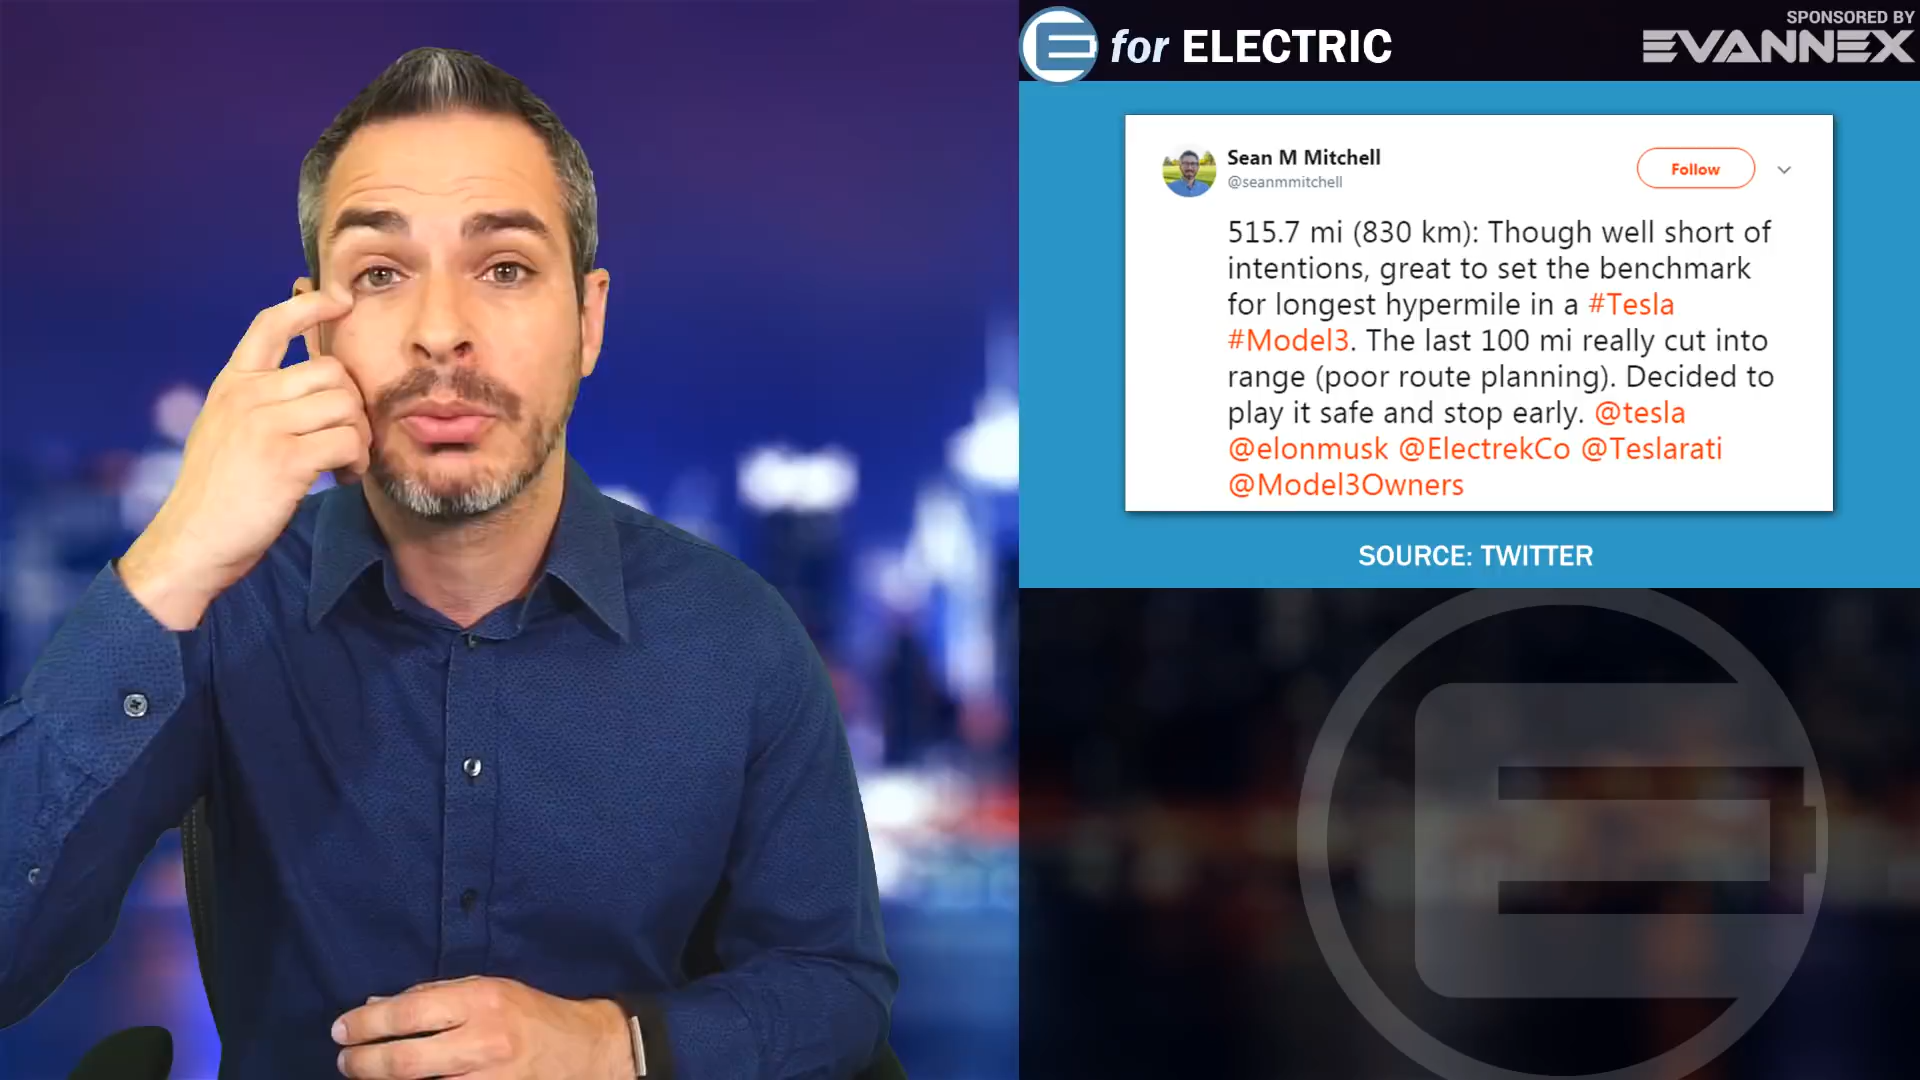 for ELECTRIC
SPONSORED BY
EVANNEX
Sean M Mitchell
@seanmmitchell
Follow
515.7 mi (830 km): Though well short of
intentions, great to set the benchmark
for longest hypermile in a #Tesla
#Model3. The last 100 mi really cut into
range (poor route planning). Decided to
play it safe and stop early. @tesla
@elonmusk @ElectrekCo @Teslarati
@Model3Owners
SOURCE: TWITTER